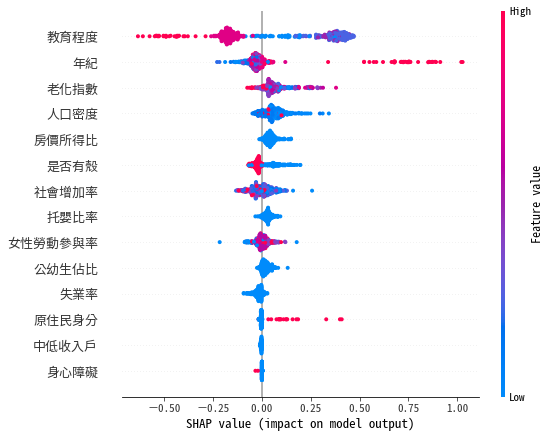 High
教育程度
年紀
老化指數
人口密度
房價所得比
是否有殼
社會增加率
托嬰比率
女性勞動參與率
公幼生佔比
失業率
原住民身分
中低收入戶
身心障礙
Feature value
Low
−0.50 −0.25 0.00 0.25 0.50 0.75 1.00
SHAP value (impact on model output)